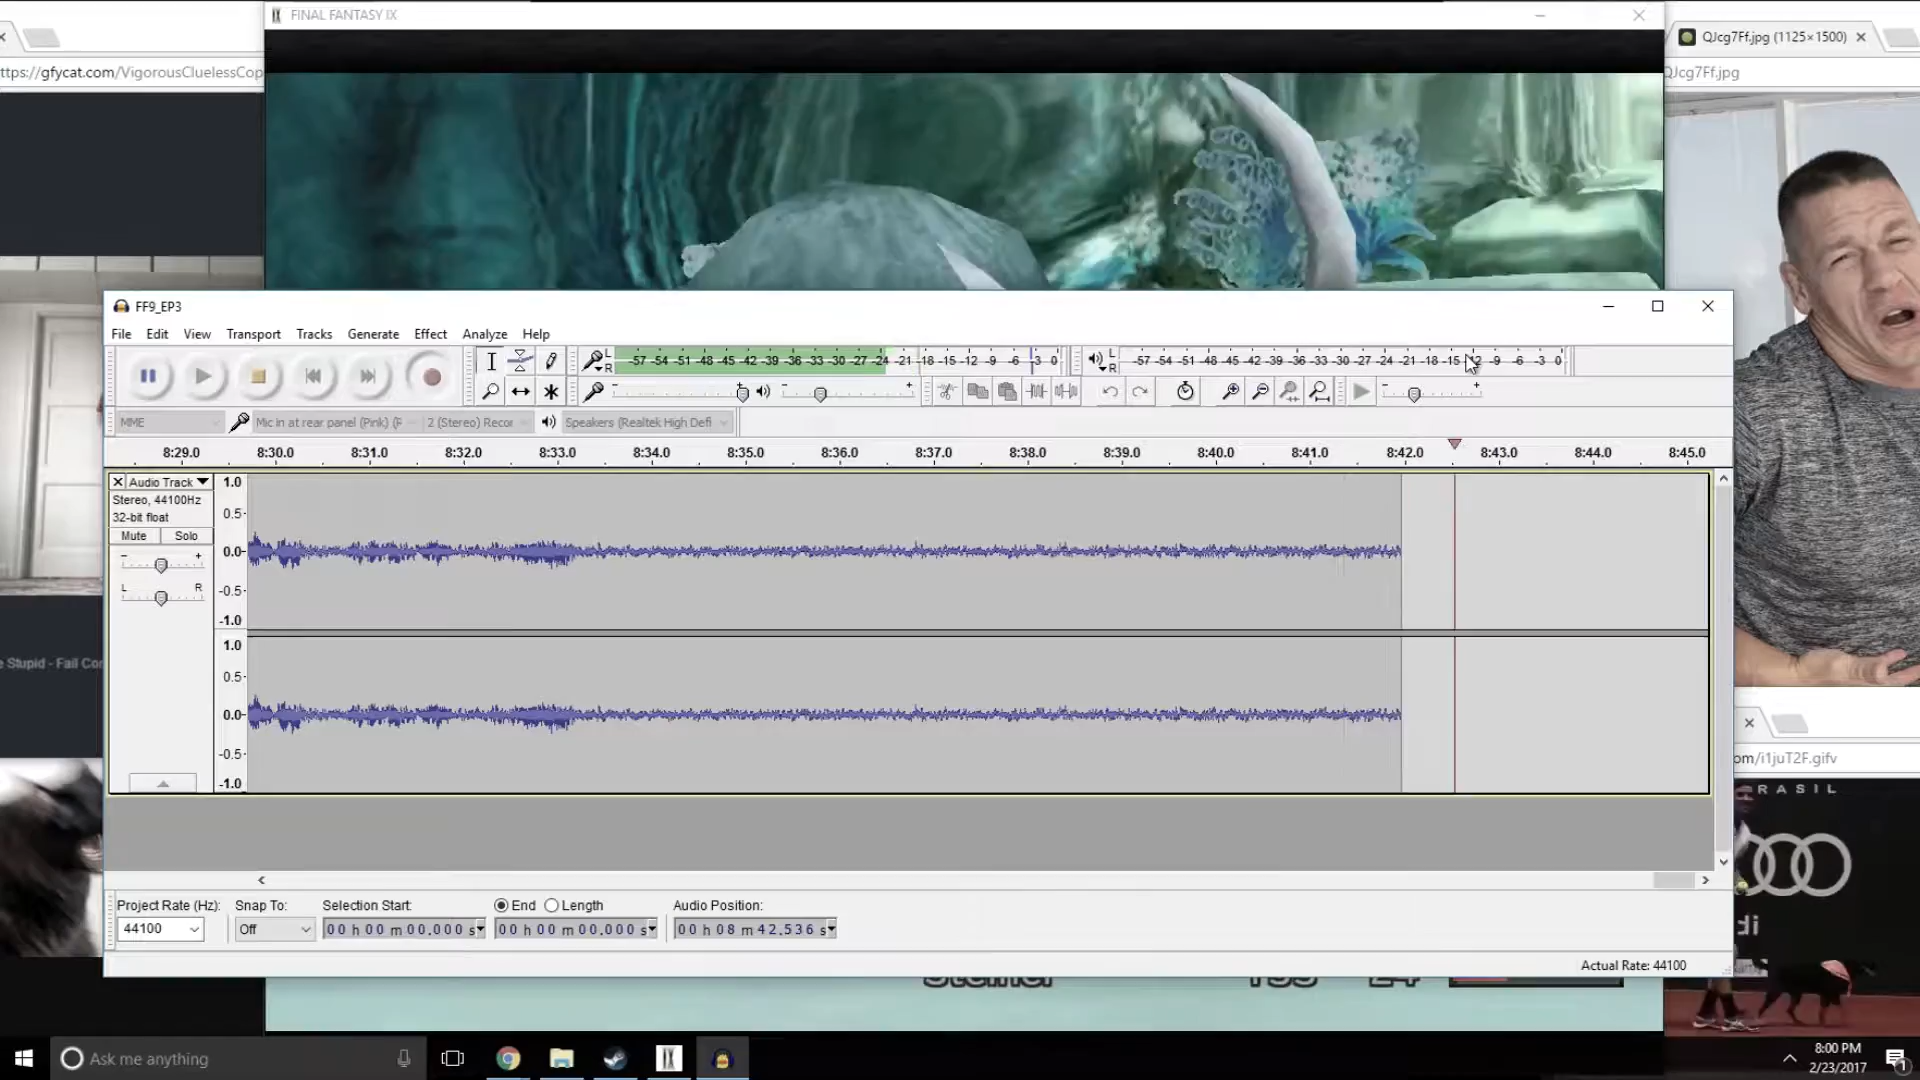 FINAL FANTASY IX
QJcg7Ff.jpg (1125×1500)
ttps://gfycat.com/VigorousCluelessCop
QJcg7Ff.jpg
FF9_EP3
File Edit View Transport Tracks Generate Effect Analyze Help
L -57 -54 -51 -48 -45 -42 -39 -36 -33 -30 -27 -24 -21 -18 -15 -12 -9 -6 -3 0
R
L -57 -54 -51 -48 -45 -42 -39 -36 -33 -30 -27 -24 -21 -18 -15 -12 -9 -6 -3 0
R
MME Mic in at rear panel (Pink) (F 2 (Stereo) Recor Speakers (Realtek High Defi
8:29.0 8:30.0 8:31.0 8:32.0 8:33.0 8:34.0 8:35.0 8:36.0 8:37.0 8:38.0 8:39.0 8:40.0 8:41.0 8:42.0 8:43.0 8:44.0 8:45.0
Audio Track
Stereo, 44100Hz
32-bit float
Mute Solo
L R
1.0
0.5
0.0
-0.5
-1.0
1.0
0.5
0.0
-0.5
-1.0
e Stupid - Fail Cor
om/i1juT2F.gifv
RASIL
di
Project Rate (Hz): Snap To: Selection Start: End Length Audio Position:
44100 Off 00 h 00 m 00.000 s 00 h 00 m 00.000 s 00 h 08 m 42.536 s
Actual Rate: 44100
Steiner 24
Ask me anything
8:00 PM
2/23/2017
1